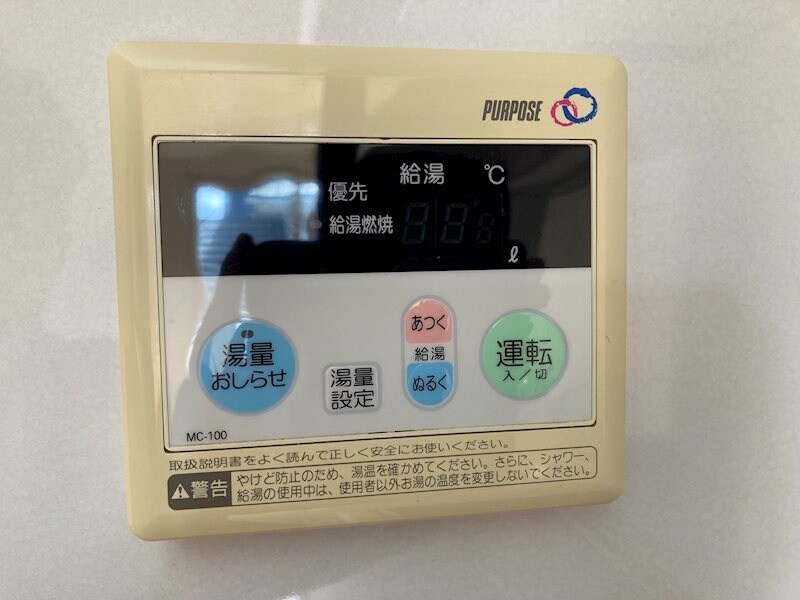 PURPOSE
給湯 ℃
優先
給湯燃焼
ℓ
湯量
おしらせ
湯量
設定
あつく
給湯
ぬるく
運転
入／切
MC-100
取扱説明書をよく読んで正しく安全にお使いください。
警告
やけど防止のため、湯温を確かめてください。さらに、シャワー、
給湯の使用中は、使用者以外お湯の温度を変更しないでください。